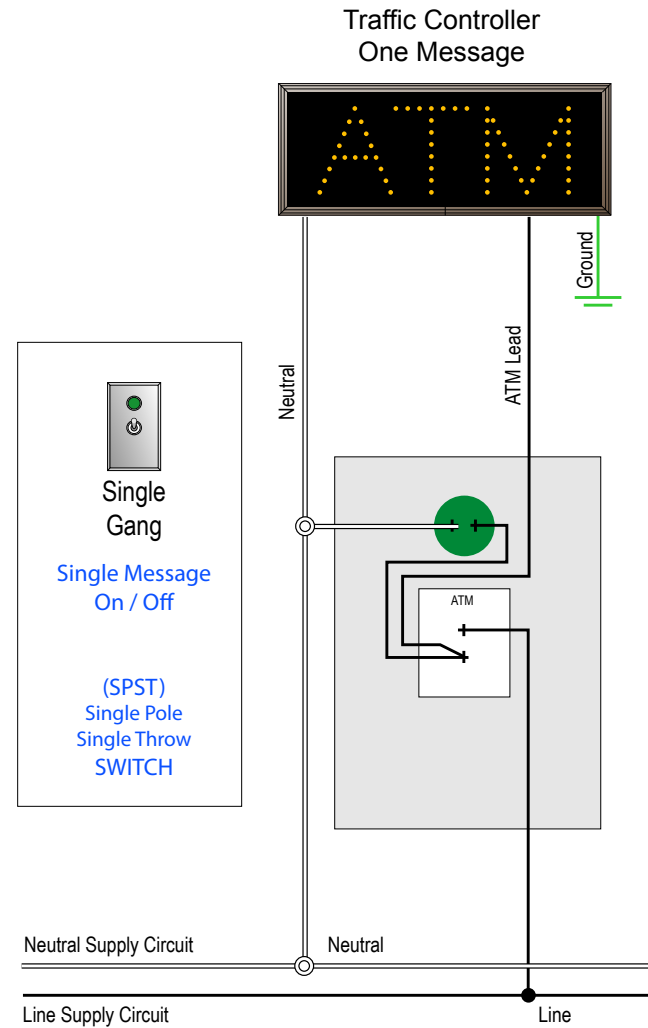 Traffic Controller
One Message
ATM
Ground
Neutral
ATM Lead
Single
Gang
Single Message
On / Off
(SPST)
Single Pole
Single Throw
SWITCH
ATM
Neutral Supply Circuit
Neutral
Line Supply Circuit
Line